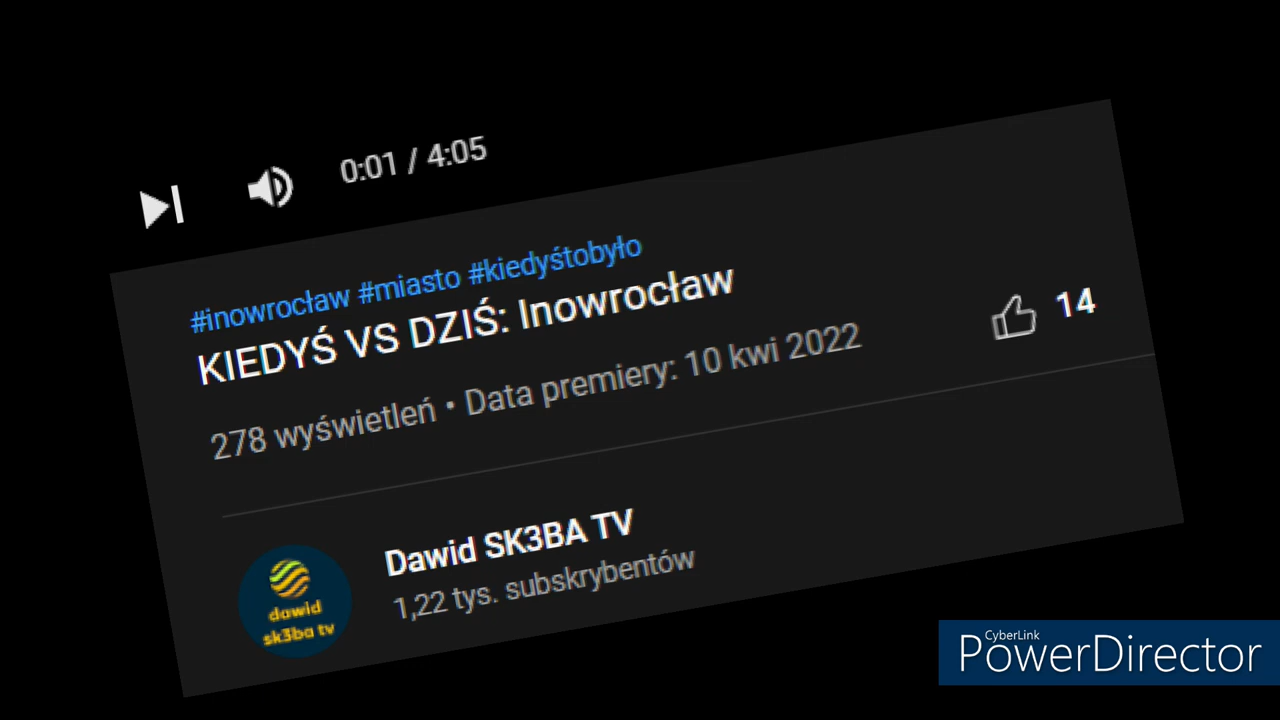 0:01 / 4:05
#inowrocław #miasto #kiedyśtobyło
KIEDYŚ VS DZIŚ: Inowrocław
278 wyświetleń • Data premiery: 10 kwi 2022
14
Dawid SK3BA TV
1,22 tys. subskrybentów
dawid
sk3ba tv
CyberLink
PowerDirector